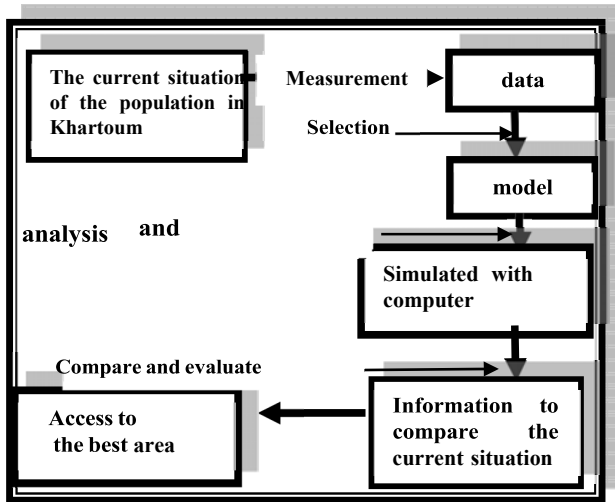 The current situation
of the population in
Khartoum
Measurement
data
Selection
model
analysis and
Simulated with
computer
Compare and evaluate
Information to
compare the
current situation
Access to
the best area